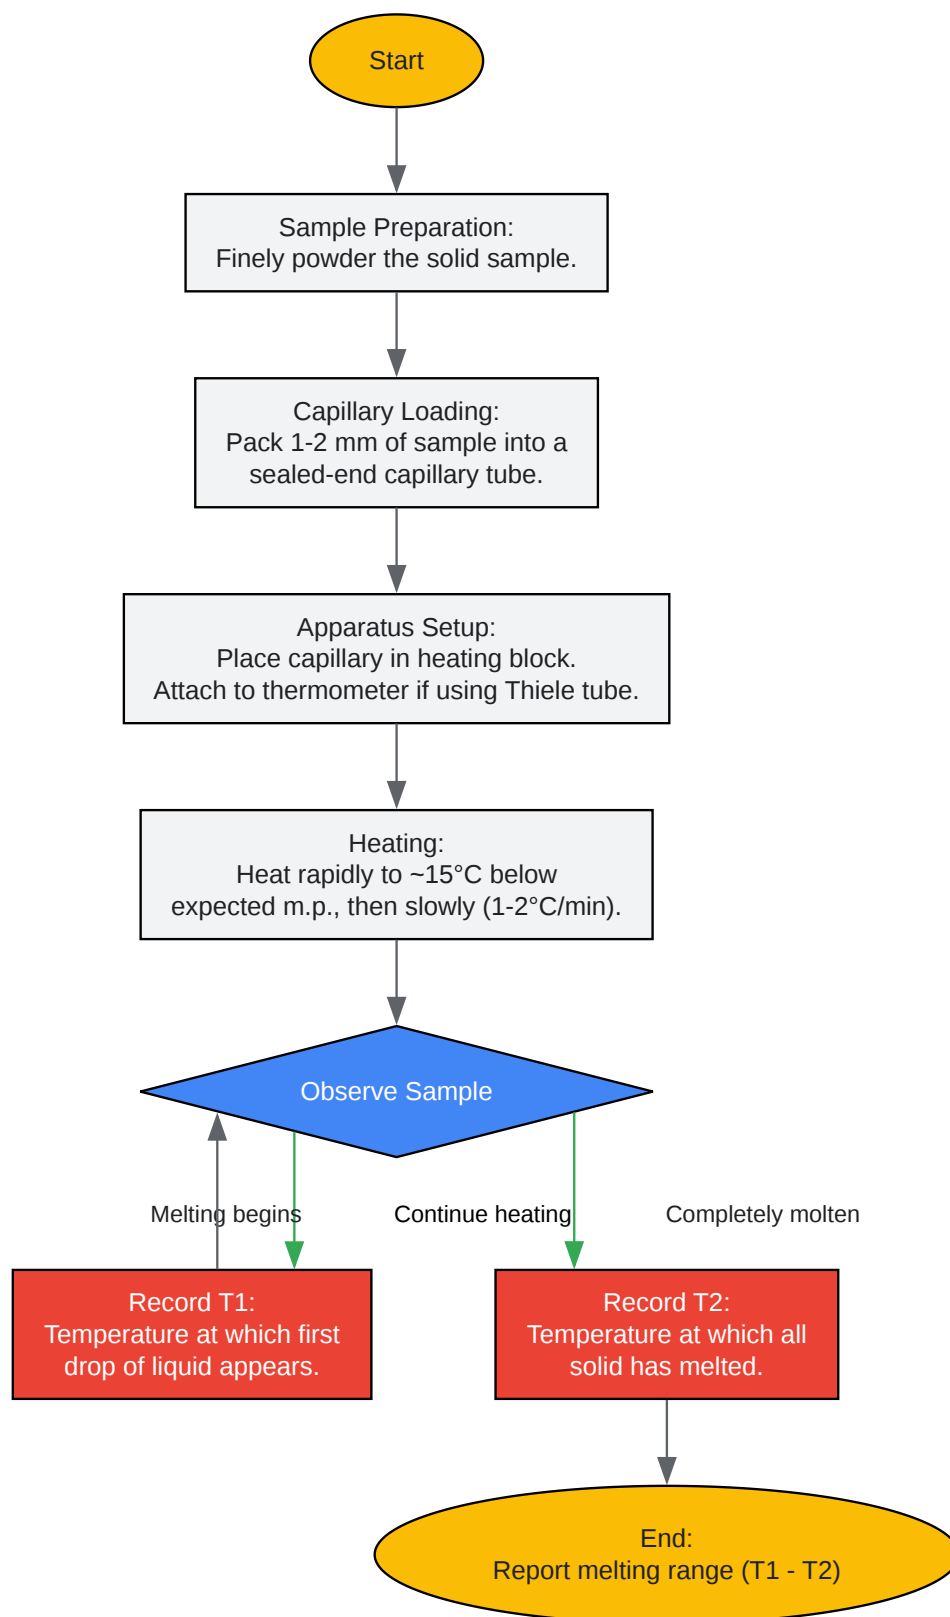 Start
Sample Preparation:
Finely powder the solid sample.
Capillary Loading:
Pack 1-2 mm of sample into a
sealed-end capillary tube.
Apparatus Setup:
Place capillary in heating block.
Attach to thermometer if using Thiele tube.
Heating:
Heat rapidly to ~15°C below
expected m.p., then slowly (1-2°C/min).
Observe Sample
Melting begins
Continue heating
Completely molten
Record T1:
Temperature at which first
drop of liquid appears.
Record T2:
Temperature at which all
solid has melted.
End:
Report melting range (T1 - T2)